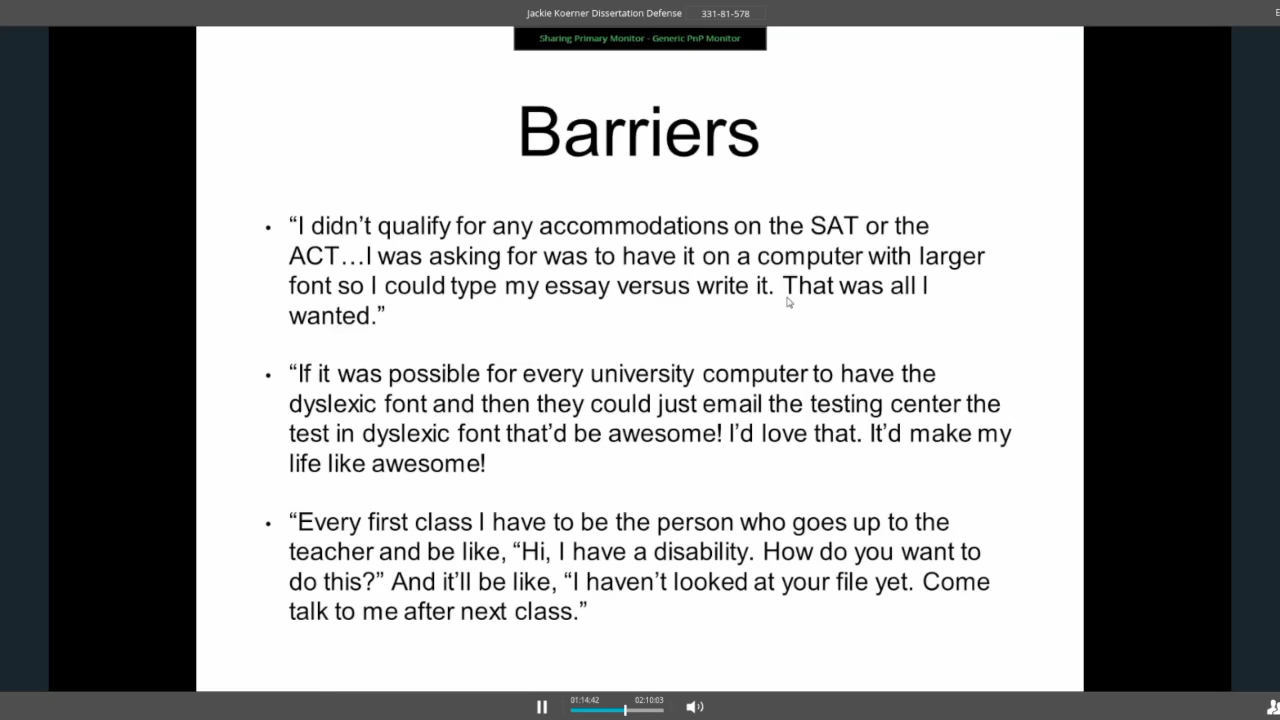 Jackie Koerner Dissertation Defense 331-81-578
E
Sharing Primary Monitor - Generic PnP Monitor
Barriers
• “I didn’t qualify for any accommodations on the SAT or the
ACT…I was asking for was to have it on a computer with larger
font so I could type my essay versus write it. That was all I
wanted.”
• “If it was possible for every university computer to have the
dyslexic font and then they could just email the testing center the
test in dyslexic font that’d be awesome! I’d love that. It’d make my
life like awesome!
• “Every first class I have to be the person who goes up to the
teacher and be like, “Hi, I have a disability. How do you want to
do this?” And it’ll be like, “I haven’t looked at your file yet. Come
talk to me after next class.”
01:14:42 02:10:03